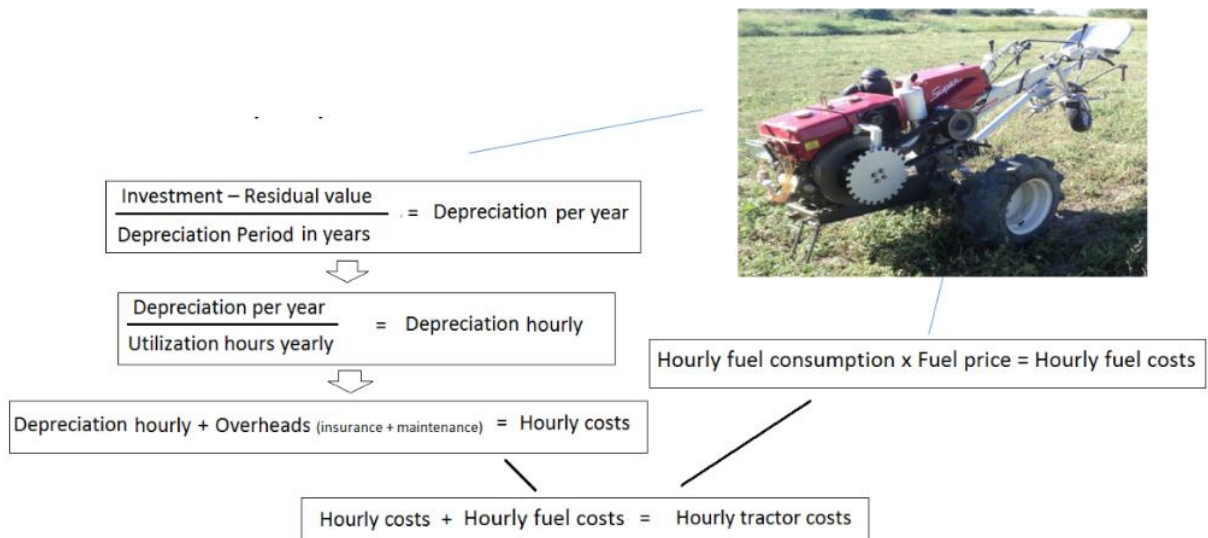 Investment – Residual value
Depreciation Period in years
= Depreciation per year
Depreciation per year
Utilization hours yearly
= Depreciation hourly
Hourly fuel consumption x Fuel price = Hourly fuel costs
Depreciation hourly + Overheads (insurance + maintenance) = Hourly costs
Hourly costs + Hourly fuel costs = Hourly tractor costs